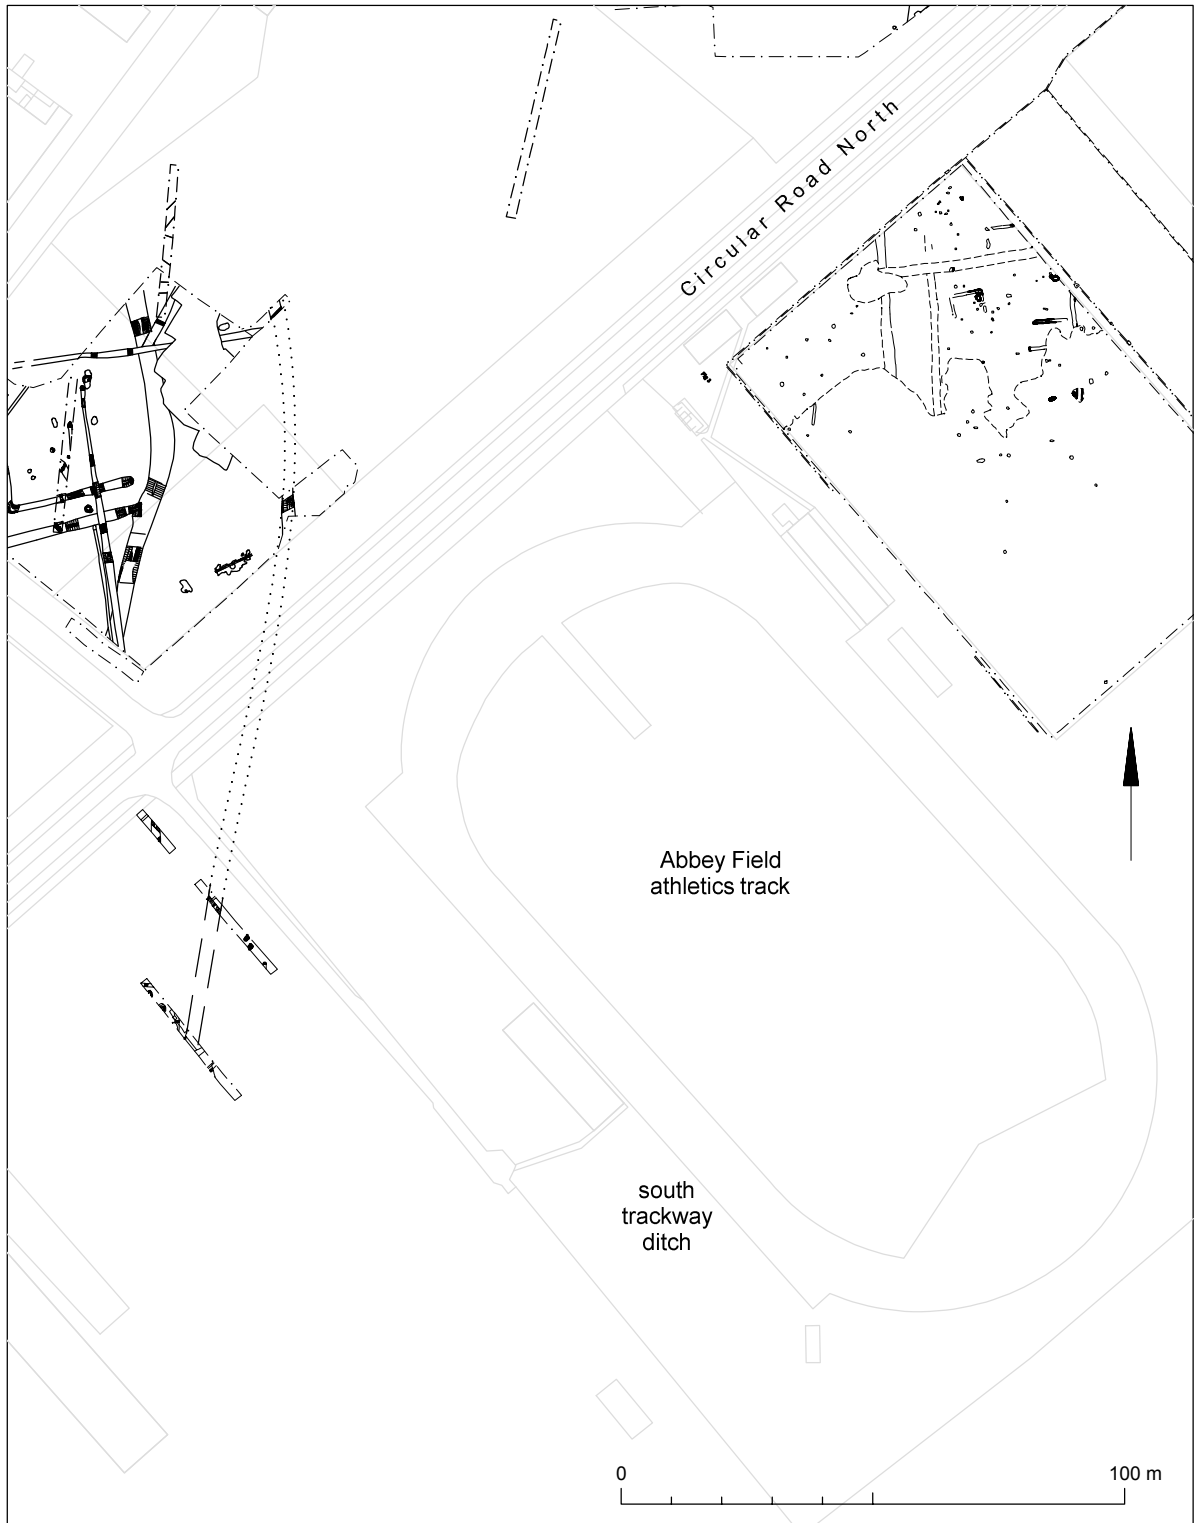 Circular Road North
Abbey Field
athletics track
south
trackway
ditch
0
100 m